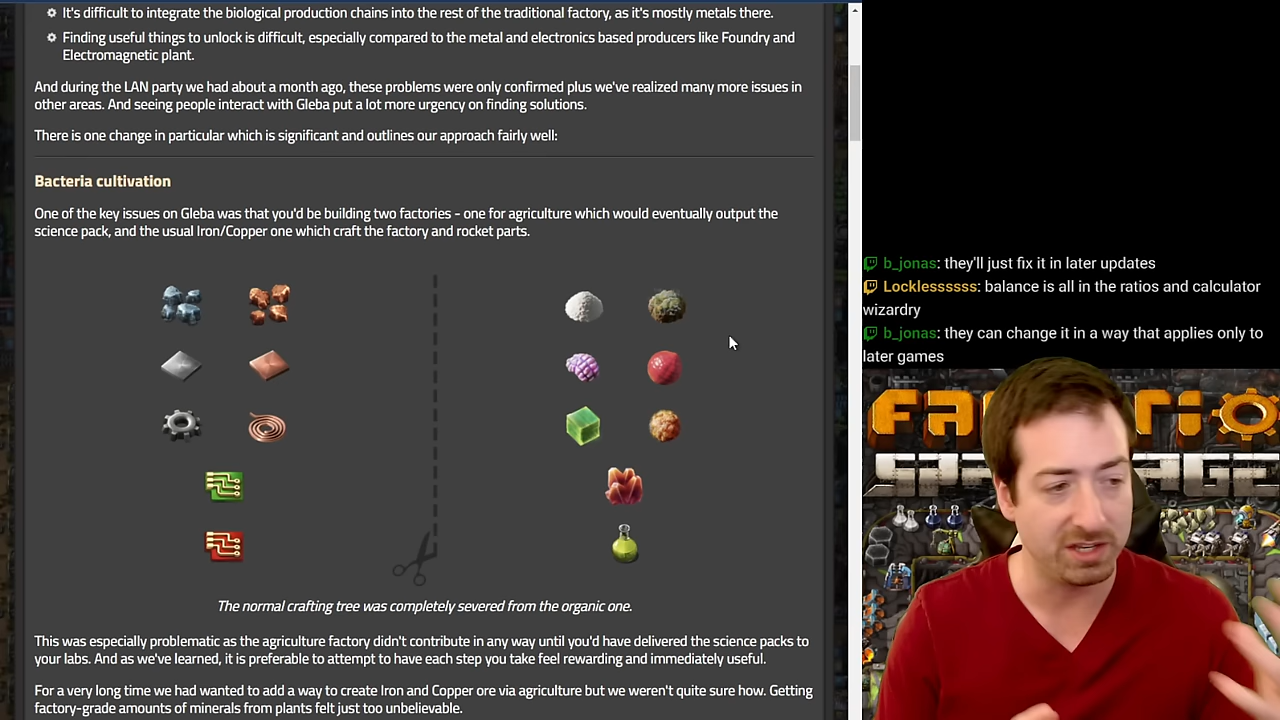 It's difficult to integrate the biological production chains into the rest of the traditional factory, as it's mostly metals there.
Finding useful things to unlock is difficult, especially compared to the metal and electronics based producers like Foundry and
Electromagnetic plant.
And during the LAN party we had about a month ago, these problems were only confirmed plus we've realized many more issues in
other areas. And seeing people interact with Gleba put a lot more urgency on finding solutions.
There is one change in particular which is significant and outlines our approach fairly well:
Bacteria cultivation
One of the key issues on Gleba was that you'd be building two factories - one for agriculture which would eventually output the
science pack, and the usual Iron/Copper one which craft the factory and rocket parts.
The normal crafting tree was completely severed from the organic one.
This was especially problematic as the agriculture factory didn't contribute in any way until you'd have delivered the science packs to
your labs. And as we've learned, it is preferable to attempt to have each step you take feel rewarding and immediately useful.
For a very long time we had wanted to add a way to create Iron and Copper ore via agriculture but we weren't quite sure how. Getting
factory-grade amounts of minerals from plants felt just too unbelievable.
b_jonas: they'll just fix it in later updates
Locklessssss: balance is all in the ratios and calculator
wizardry
b_jonas: they can change it in a way that applies only to
later games